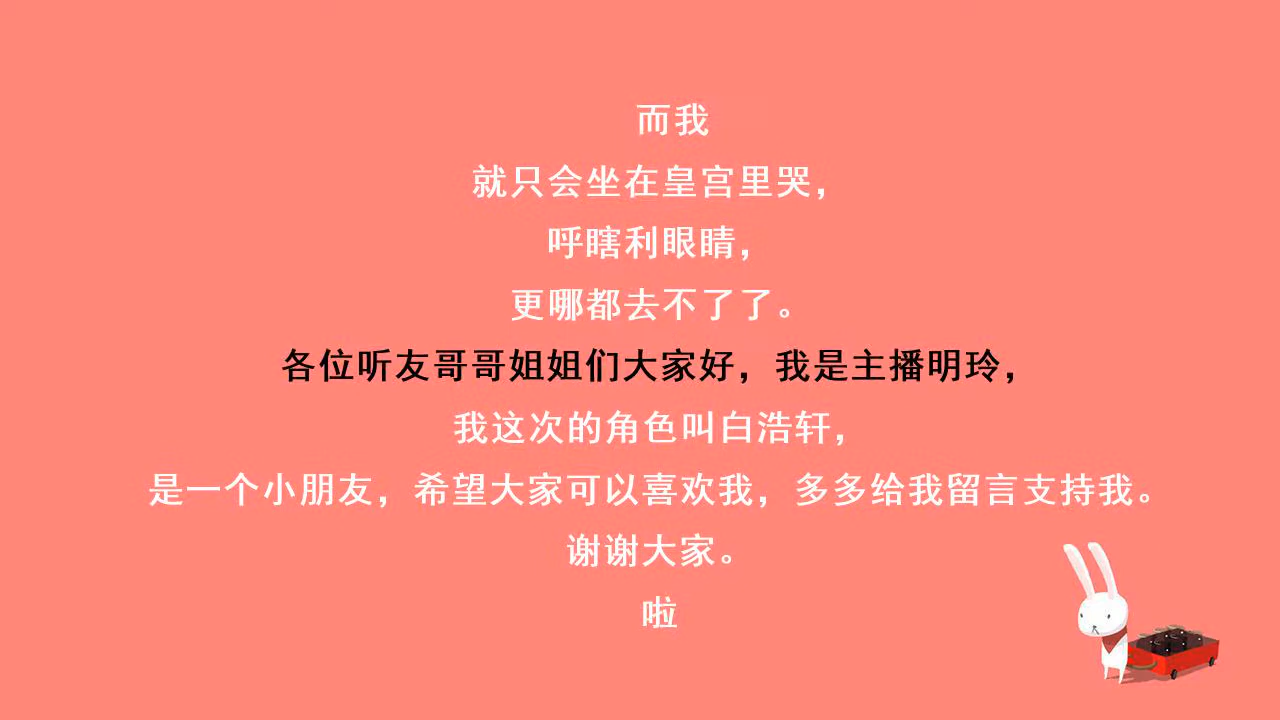 而我
就只会坐在皇宫里哭，
呼瞎利眼睛，
更哪都去不了了。
各位听友哥哥姐姐们大家好，我是主播明玲，
我这次的角色叫白浩轩，
是一个小朋友，希望大家可以喜欢我，多多给我留言支持我。
谢谢大家。
啦